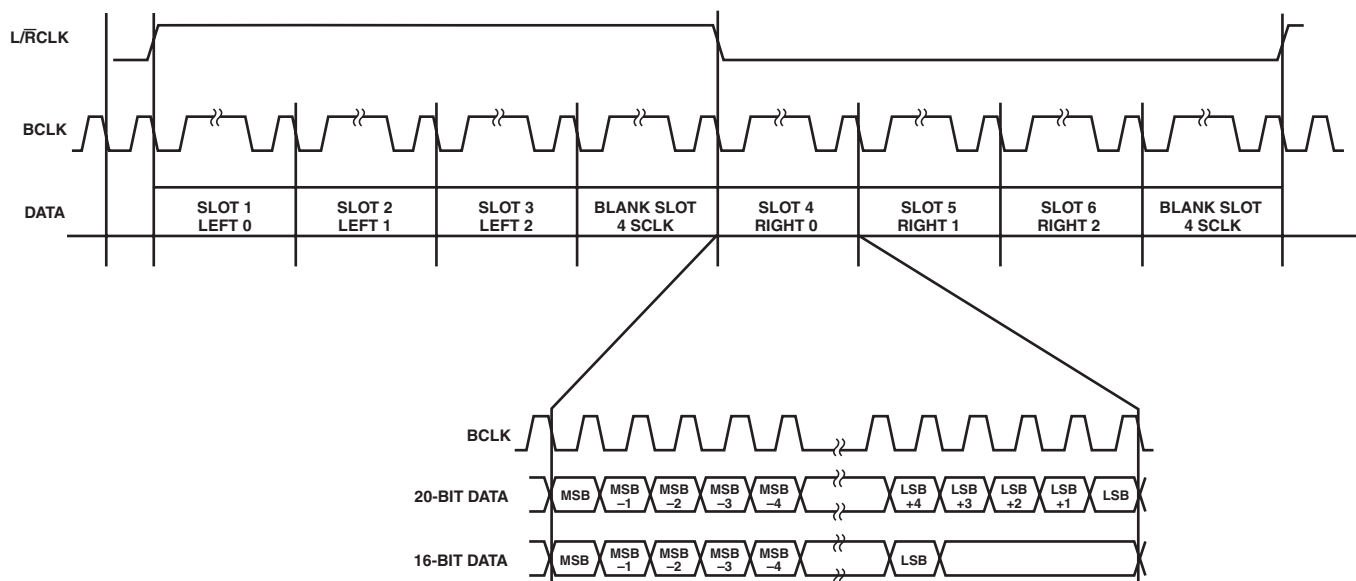 L/R̅CLK
BCLK
DATA
SLOT 1
LEFT 0
SLOT 2
LEFT 1
SLOT 3
LEFT 2
BLANK SLOT
4 SCLK
SLOT 4
RIGHT 0
SLOT 5
RIGHT 1
SLOT 6
RIGHT 2
BLANK SLOT
4 SCLK
BCLK
20-BIT DATA
MSB
MSB
–1
MSB
–2
MSB
–3
MSB
–4
LSB
+4
LSB
+3
LSB
+2
LSB
+1
LSB
16-BIT DATA
MSB
MSB
–1
MSB
–2
MSB
–3
MSB
–4
LSB